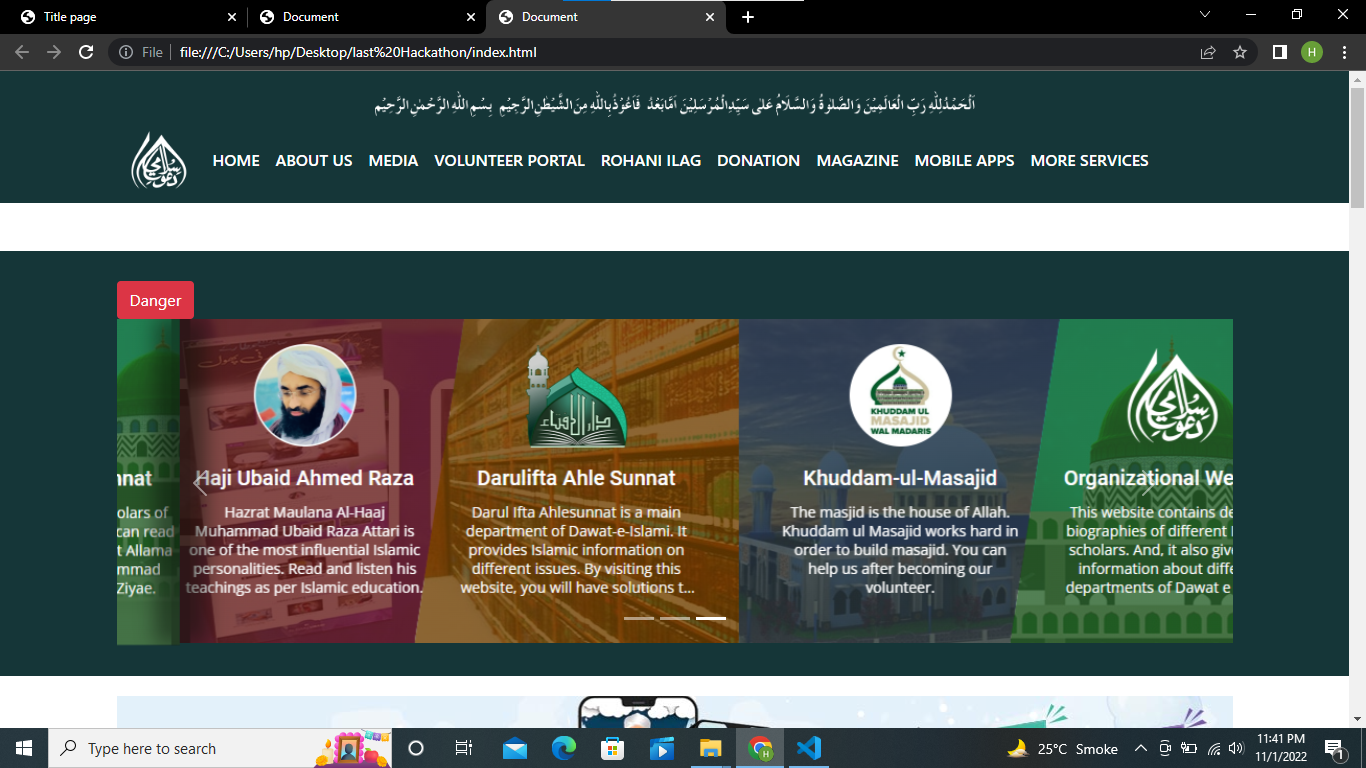 Title page
Document
Document
File
file:///C:/Users/hp/Desktop/last%20Hackathon/index.html
اَلْحَمْدُ لِلّٰهِ رَبِّ الْعَالَمِيْنَ وَالصَّلٰوةُ وَالسَّلَامُ عَلٰى سَيِّدِ الْمُرْسَلِيْنَ اَمَّا بَعْدُ فَاَعُوْذُ بِاللّٰهِ مِنَ الشَّيْطٰنِ الرَّجِيْمِ بِسْمِ اللّٰهِ الرَّحْمٰنِ الرَّحِيْمِ
دعوتِ اسلامی
HOME ABOUT US MEDIA VOLUNTEER PORTAL ROHANI ILAG DONATION MAGAZINE MOBILE APPS MORE SERVICES
Danger
nnat
olars of
can read
t Allama
mmad
Ziyae.
Haji Ubaid Ahmed Raza
Hazrat Maulana Al-Haaj
Muhammad Ubaid Raza Attari is
one of the most influential Islamic
personalities. Read and listen his
teachings as per Islamic education.
دارالافتاء
Darulifta Ahle Sunnat
Darul Ifta Ahlesunnat is a main
department of Dawat-e-Islami. It
provides Islamic information on
different issues. By visiting this
website, you will have solutions t...
KHUDDAM UL
MASAJID
WAL MADARIS
Khuddam-ul-Masajid
The masjid is the house of Allah.
Khuddam ul Masajid works hard in
order to build masajid. You can
help us after becoming our
volunteer.
دعوتِ اسلامی
Organizational We
This website contains de
biographies of different
scholars. And, it also giv
information about diffe
departments of Dawat e
Type here to search
25°C Smoke
11:41 PM
11/1/2022
1